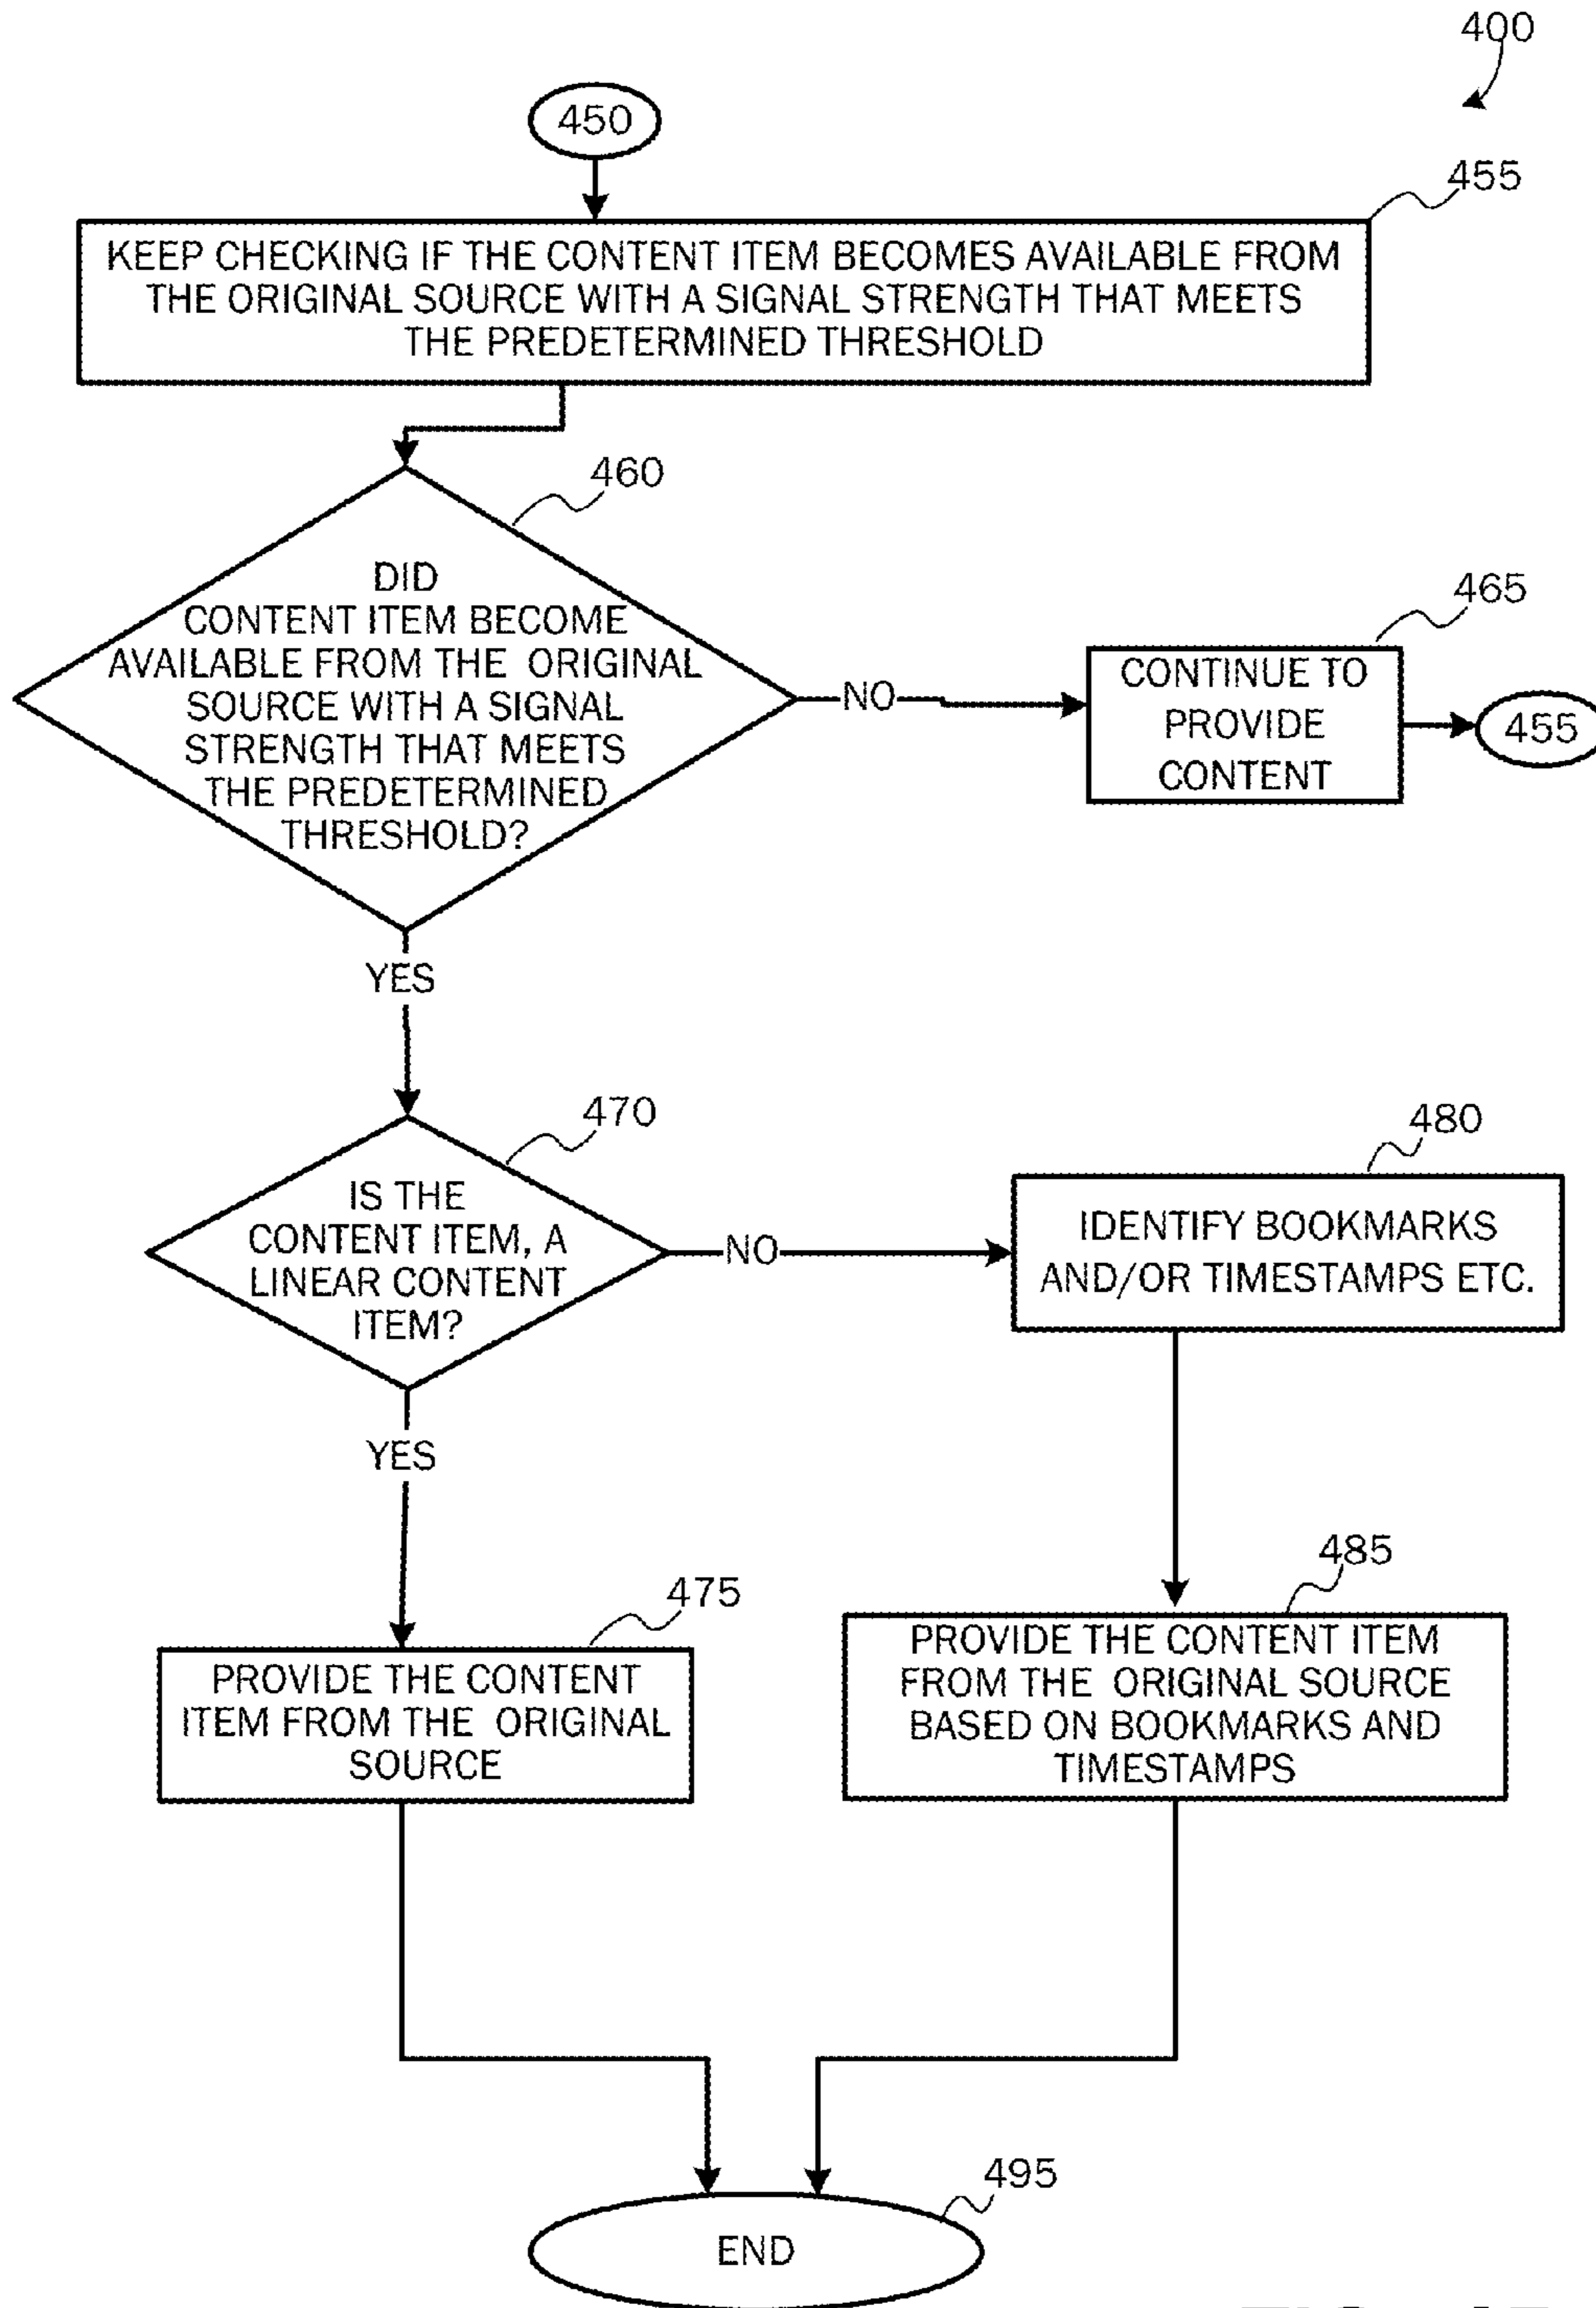 400
450
455
KEEP CHECKING IF THE CONTENT ITEM BECOMES AVAILABLE FROM
THE ORIGINAL SOURCE WITH A SIGNAL STRENGTH THAT MEETS
THE PREDETERMINED THRESHOLD
460
DID
CONTENT ITEM BECOME
AVAILABLE FROM THE ORIGINAL
SOURCE WITH A SIGNAL
STRENGTH THAT MEETS
THE PREDETERMINED
THRESHOLD?
NO
465
CONTINUE TO
PROVIDE
CONTENT
455
YES
470
IS THE
CONTENT ITEM, A
LINEAR CONTENT
ITEM?
NO
480
IDENTIFY BOOKMARKS
AND/OR TIMESTAMPS ETC.
YES
475
PROVIDE THE CONTENT
ITEM FROM THE ORIGINAL
SOURCE
485
PROVIDE THE CONTENT ITEM
FROM THE ORIGINAL SOURCE
BASED ON BOOKMARKS AND
TIMESTAMPS
495
END